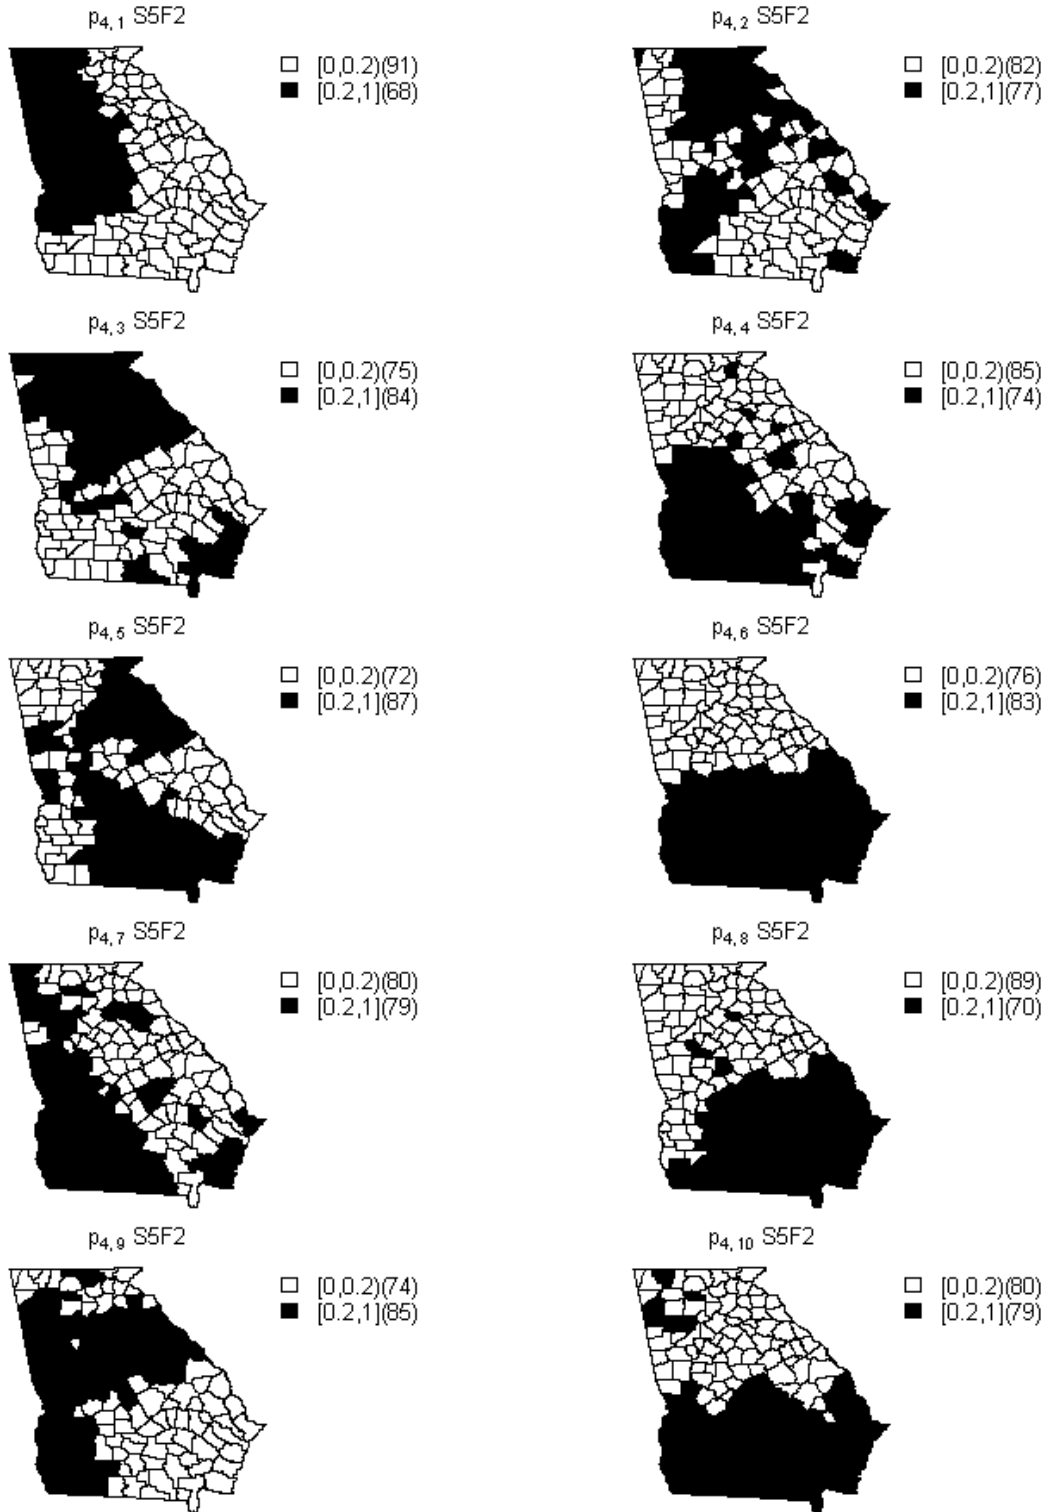 p4, 1 S5F2
[0,0.2)(91)
[0.2,1](68)
p4, 2 S5F2
[0,0.2)(82)
[0.2,1](77)
p4, 3 S5F2
[0,0.2)(75)
[0.2,1](84)
p4, 4 S5F2
[0,0.2)(85)
[0.2,1](74)
p4, 5 S5F2
[0,0.2)(72)
[0.2,1](87)
p4, 6 S5F2
[0,0.2)(76)
[0.2,1](83)
p4, 7 S5F2
[0,0.2)(80)
[0.2,1](79)
p4, 8 S5F2
[0,0.2)(89)
[0.2,1](70)
p4, 9 S5F2
[0,0.2)(74)
[0.2,1](85)
p4, 10 S5F2
[0,0.2)(80)
[0.2,1](79)